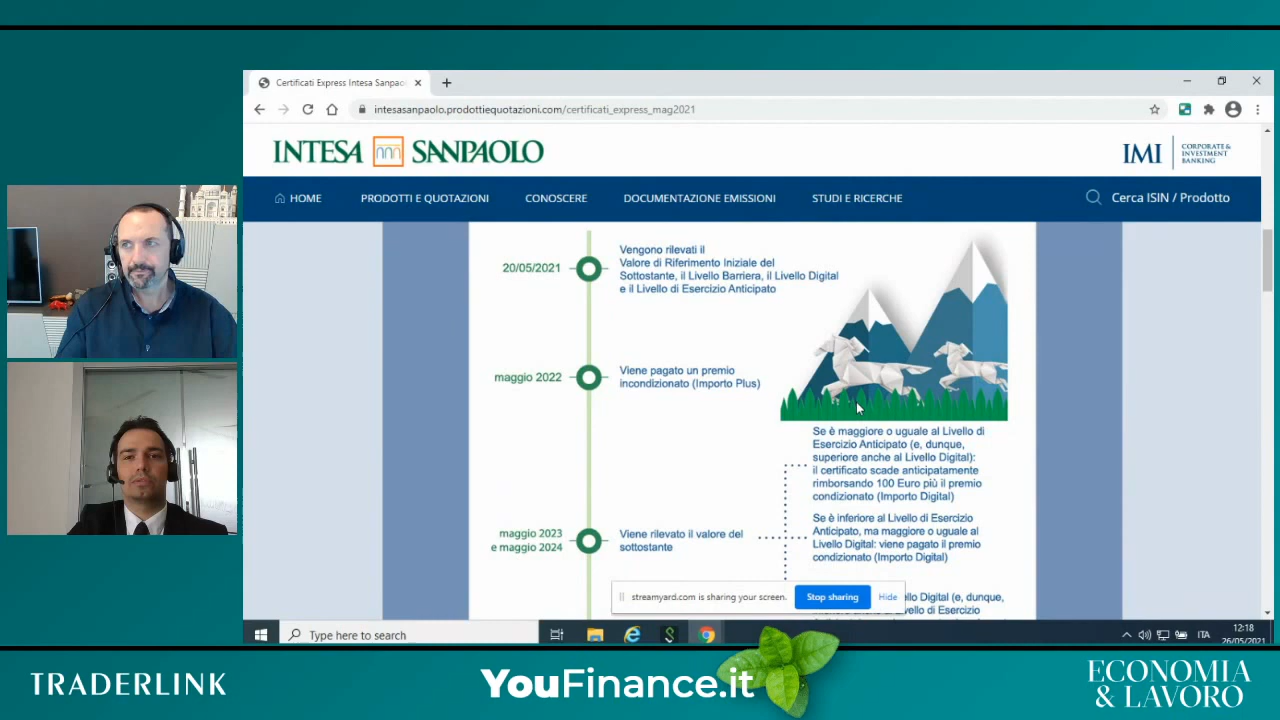 Certificati Express Intesa Sanpao
intesasanpaolo.prodottiequotazioni.com/certificati_express_mag2021
INTESA SANPAOLO
IMI CORPORATE & INVESTMENT BANKING
HOME PRODOTTI E QUOTAZIONI CONOSCERE DOCUMENTAZIONE EMISSIONI STUDI E RICERCHE Cerca ISIN / Prodotto
20/05/2021
Vengono rilevati il
Valore di Riferimento Iniziale del
Sottostante, il Livello Barriera, il Livello Digital
e il Livello di Esercizio Anticipato
maggio 2022
Viene pagato un premio
incondizionato (Importo Plus)
Se è maggiore o uguale al Livello di
Esercizio Anticipato (e, dunque,
superiore anche al Livello Digital):
il certificato scade anticipatamente
rimborsando 100 Euro più il premio
condizionato (Importo Digital)
maggio 2023
e maggio 2024
Viene rilevato il valore del
sottostante
Se è inferiore al Livello di Esercizio
Anticipato, ma maggiore o uguale al
Livello Digital: viene pagato il premio
condizionato (Importo Digital)
llo Digital (e, dunque,
vello di Esercizio
streamyard.com is sharing your screen.
Stop sharing
Hide
Type here to search
ITA
12:18
26/05/2021
TRADERLINK
YouFinance.it
ECONOMIA
& LAVORO